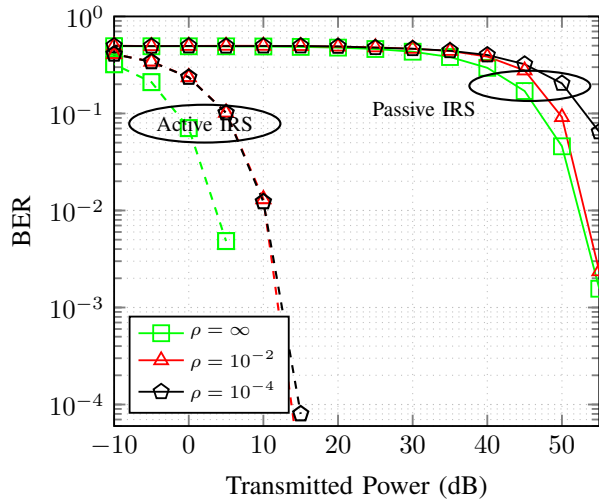 10^0
10^{-1}
10^{-2}
10^{-3}
10^{-4}
BER
Active IRS
Passive IRS
ρ = ∞
ρ = 10^{-2}
ρ = 10^{-4}
−10 0 10 20 30 40 50
Transmitted Power (dB)